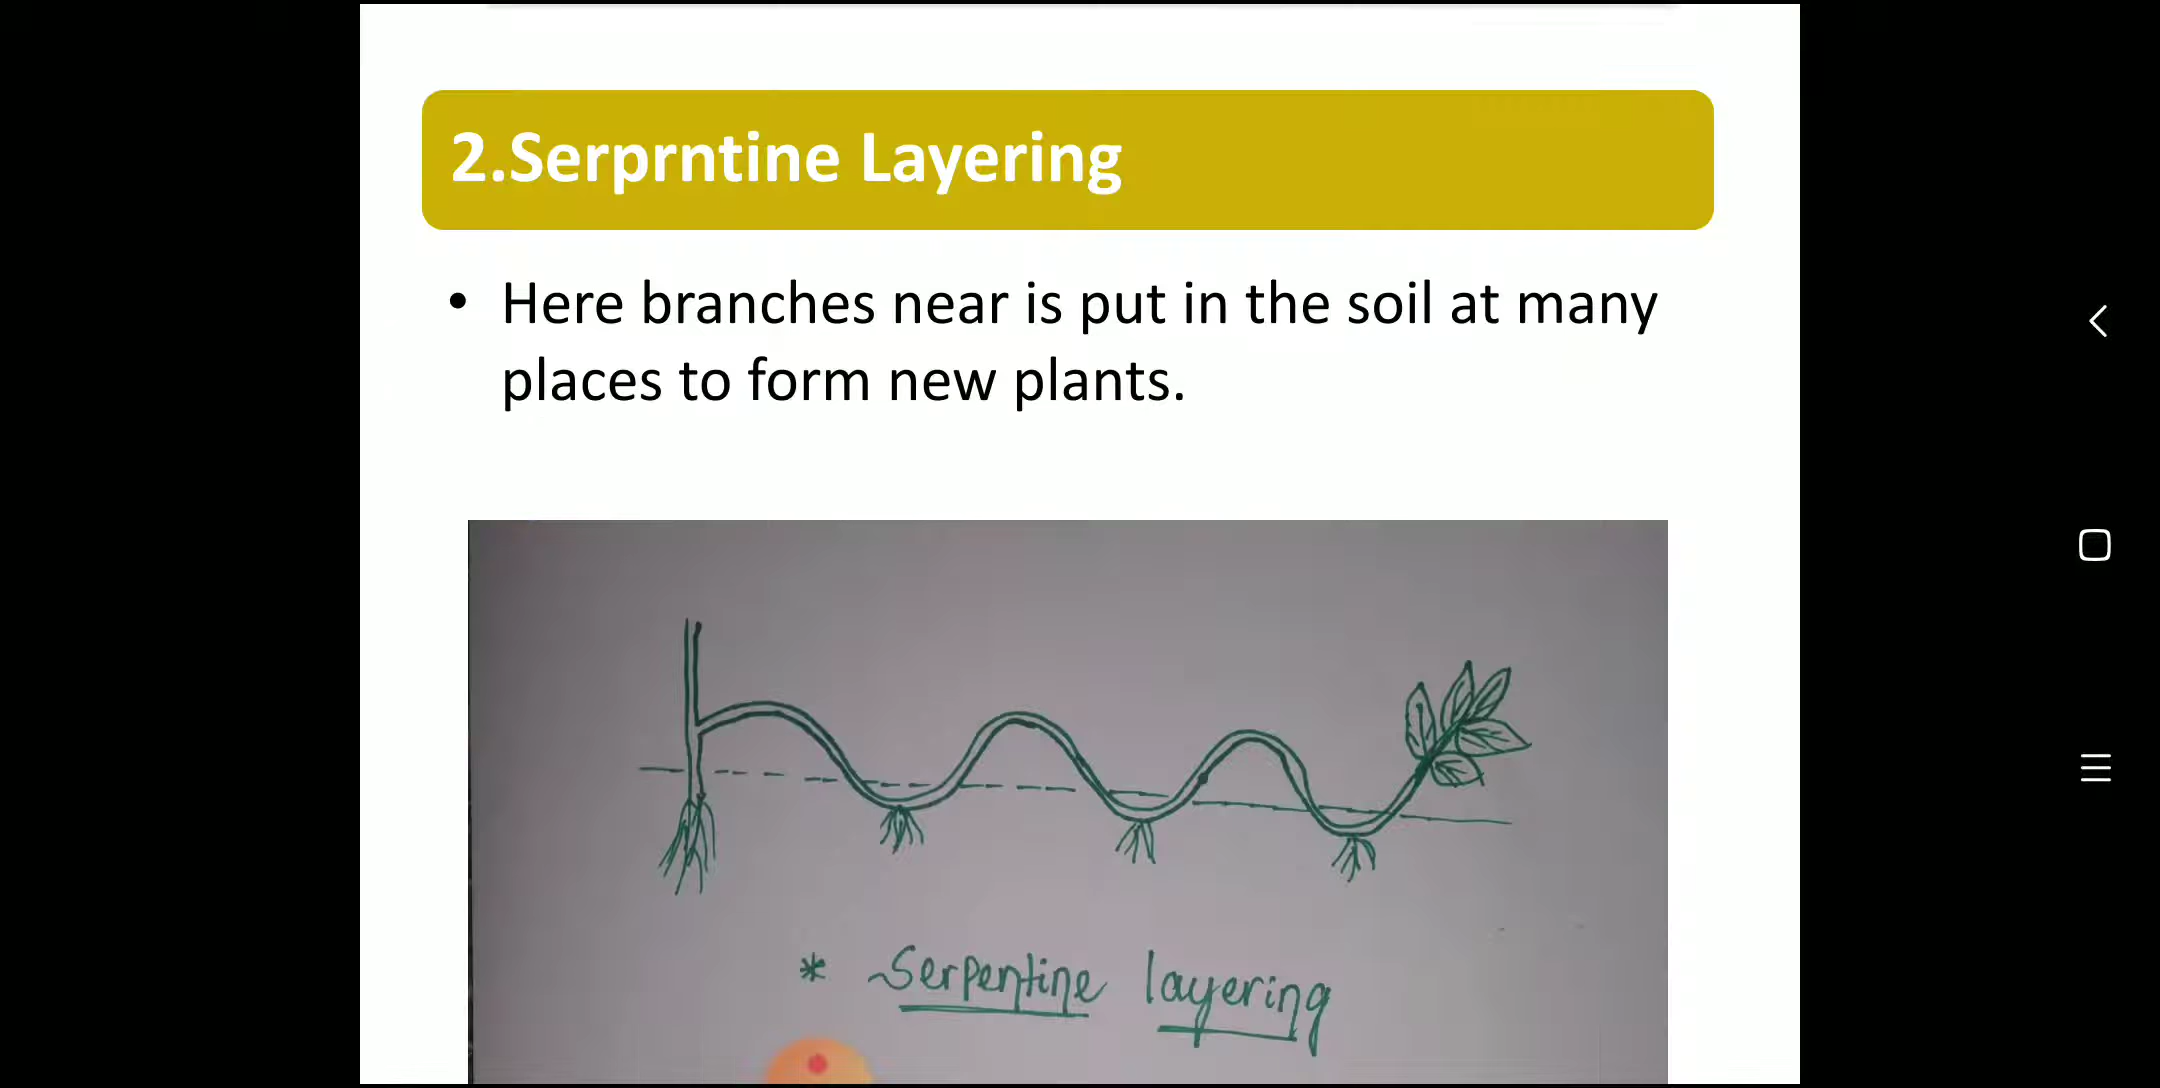 2.Serprntine Layering
• Here branches near is put in the soil at many
places to form new plants.
* Serpentine layering